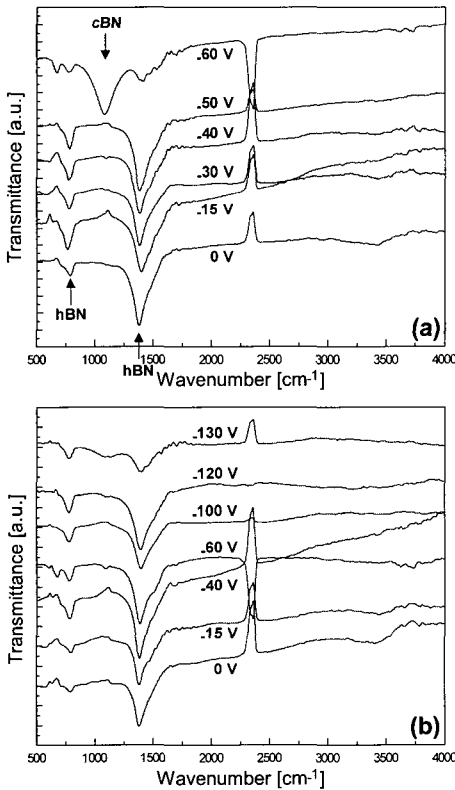 cBN
-60 V
-50 V
-40 V
-30 V
-15 V
0 V
hBN
hBN
(a)
Transmittance [a.u.]
500 1000 1500 2000 2500 3000 3500 4000
Wavenumber [cm-1]
-130 V
-120 V
-100 V
-60 V
-40 V
-15 V
0 V
(b)
Transmittance [a.u.]
500 1000 1500 2000 2500 3000 3500 4000
Wavenumber [cm-1]